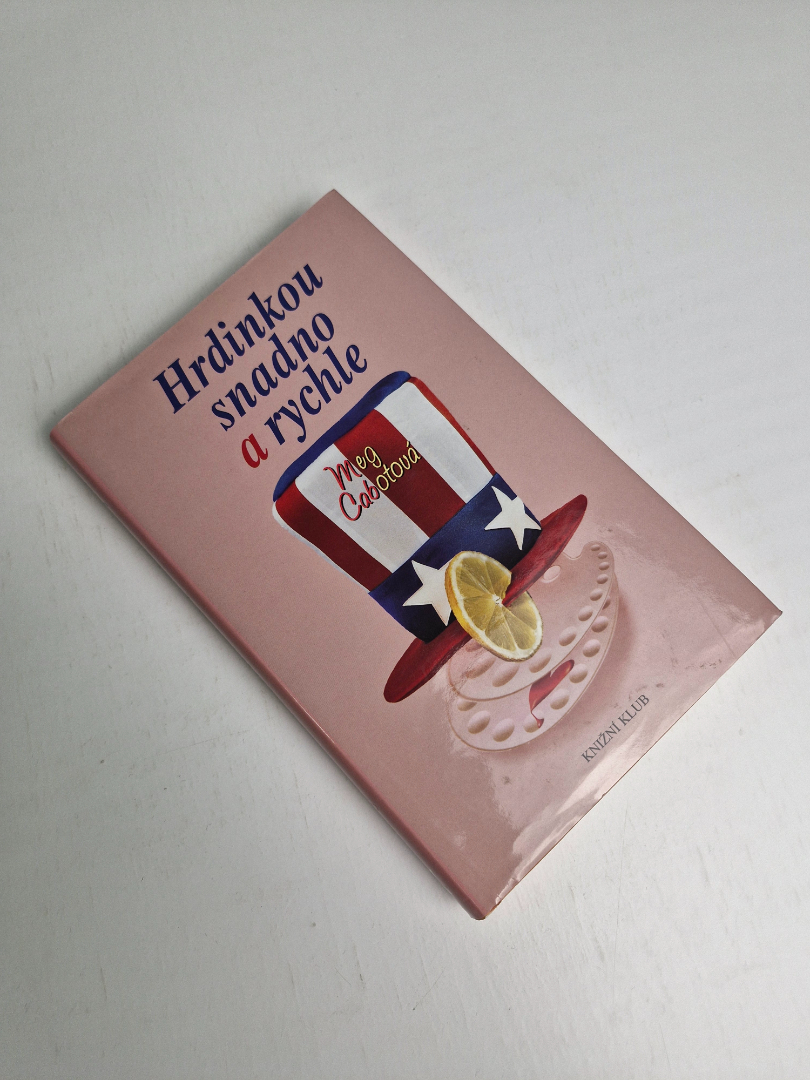 Hrdinkou
snadno
a rychle
Meg
Cabotová
KNIŽNÍ KLUB